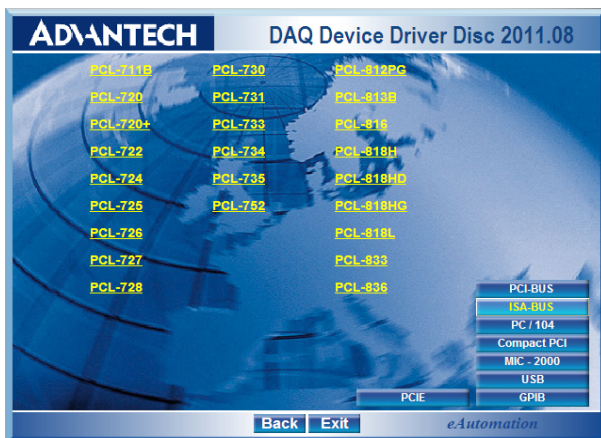 ADVANTECH DAQ Device Driver Disc 2011.08
PCL-711B PCL-730 PCL-812PG
PCL-720 PCL-731 PCL-813B
PCL-720+ PCL-733 PCL-816
PCL-722 PCL-734 PCL-818H
PCL-724 PCL-735 PCL-818HD
PCL-725 PCL-752 PCL-818HG
PCL-726 PCL-818L
PCL-727 PCL-833
PCL-728 PCL-836
PCI-BUS
ISA-BUS
PC / 104
Compact PCI
MIC - 2000
USB
PCIE GPIB
Back Exit eAutomation